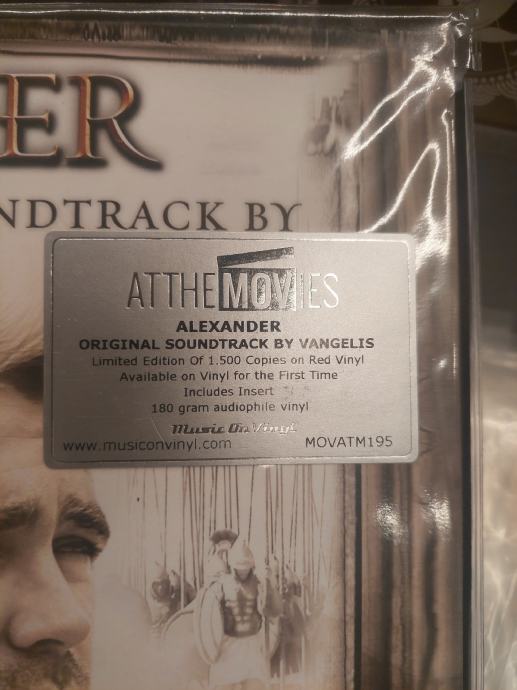 ER
NDTRACK BY
ATTHEMOVIES
ALEXANDER
ORIGINAL SOUNDTRACK BY VANGELIS
Limited Edition Of 1.500 Copies on Red Vinyl
Available on Vinyl for the First Time
Includes Insert
180 gram audiophile vinyl
Music On Vinyl
www.musiconvinyl.com MOVATM195